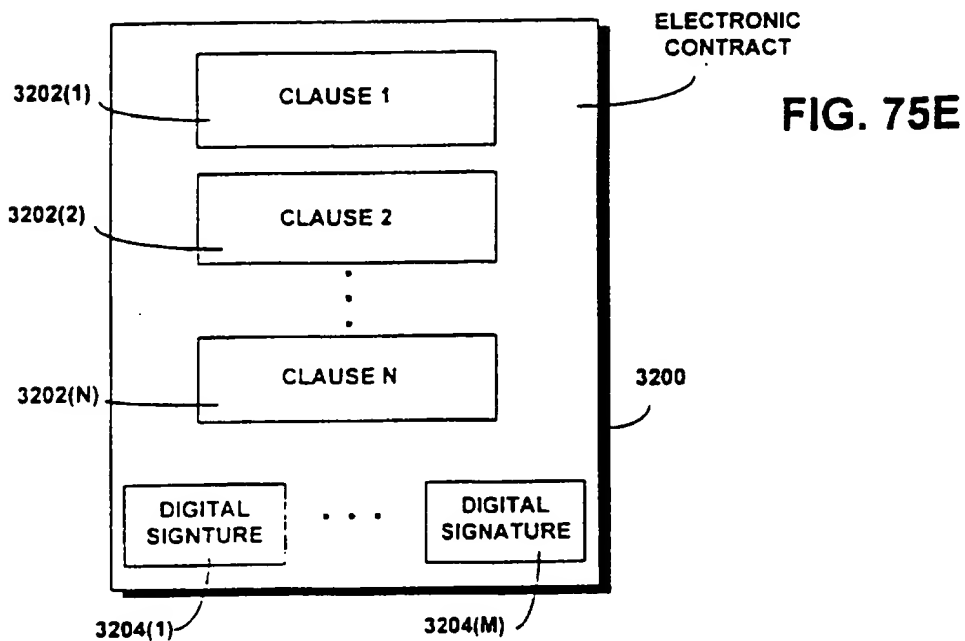 ELECTRONIC
CONTRACT
FIG. 75E
3202(1)
CLAUSE 1
3202(2)
CLAUSE 2
3202(N)
CLAUSE N
3200
DIGITAL
SIGNTURE
DIGITAL
SIGNATURE
3204(1)
3204(M)